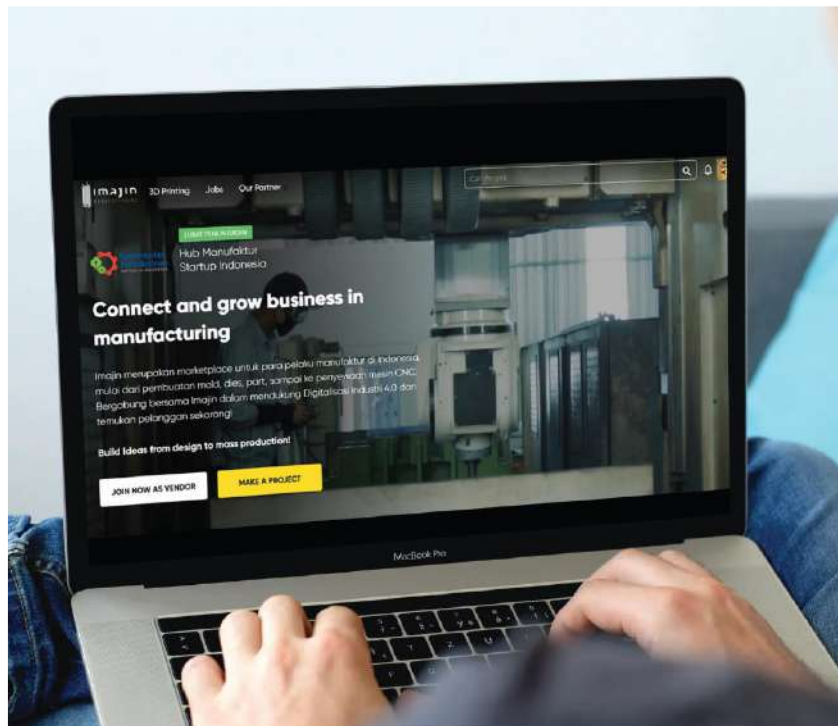 imajin 3D Printing Jobs Our Partner
Hub Manufaktur
Startup Indonesia
Connect and grow business in
manufacturing
Imajin merupakan marketplace untuk para pelaku manufaktur di Indonesia,
mulai dari pembuatan mold, dies, part, sampai ke penyewaan mesin CNC.
Bergabung bersama Imajin dalam mendukung Digitalisasi Industri 4.0 dan
temukan pelanggan sekarang!
Build Ideas from design to mass production!
JOIN NOW AS VENDOR MAKE A PROJECT
MacBook Pro